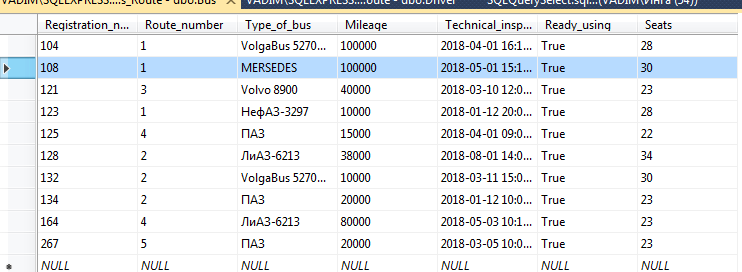 VADIM\SQLEXPRESS....s_Route - dbo.Bus VADIM\SQLEXPRESS....oute - dbo.Driver SQLQuerySelect.sql...(VADIM\Инга (54))
Registration_n... Route_number Type_of_bus Mileage Technical_insp... Ready_using Seats
104 1 VolgaBus 5270... 100000 2018-04-01 16:1... True 28
108 1 MERSEDES 100000 2018-05-01 15:1... True 30
121 3 Volvo 8900 40000 2018-03-10 12:0... True 23
123 1 НефАЗ-3297 10000 2018-01-12 20:0... True 28
125 4 ПАЗ 15000 2018-04-01 09:0... True 22
128 2 ЛиАЗ-6213 38000 2018-08-01 14:0... True 34
132 2 VolgaBus 5270... 10000 2018-03-11 15:0... True 30
134 2 ПАЗ 20000 2018-01-12 10:0... True 23
164 4 ЛиАЗ-6213 80000 2018-05-03 10:1... True 23
267 5 ПАЗ 20000 2018-03-05 10:0... True 23
NULL NULL NULL NULL NULL NULL NULL